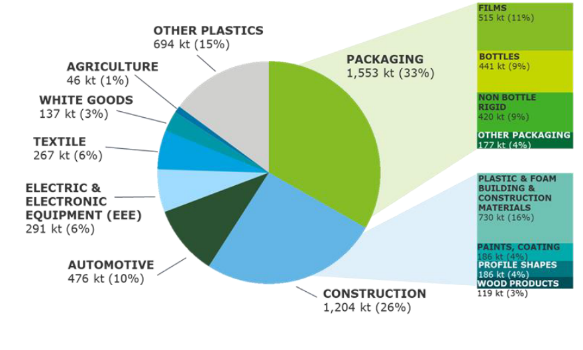 OTHER PLASTICS
694 kt (15%)
AGRICULTURE
46 kt (1%)
WHITE GOODS
137 kt (3%)
TEXTILE
267 kt (6%)
ELECTRIC &
ELECTRONIC
EQUIPMENT (EEE)
291 kt (6%)
AUTOMOTIVE
476 kt (10%)
PACKAGING
1,553 kt (33%)
CONSTRUCTION
1,204 kt (26%)
FILMS
515 kt (11%)
BOTTLES
441 kt (9%)
NON BOTTLE
RIGID
420 kt (9%)
OTHER PACKAGING
177 kt (4%)
PLASTIC & FOAM
BUILDING &
CONSTRUCTION
MATERIALS
730 kt (16%)
PAINTS, COATING
186 kt (4%)
PROFILE SHAPES
186 kt (4%)
WOOD PRODUCTS
119 kt (3%)